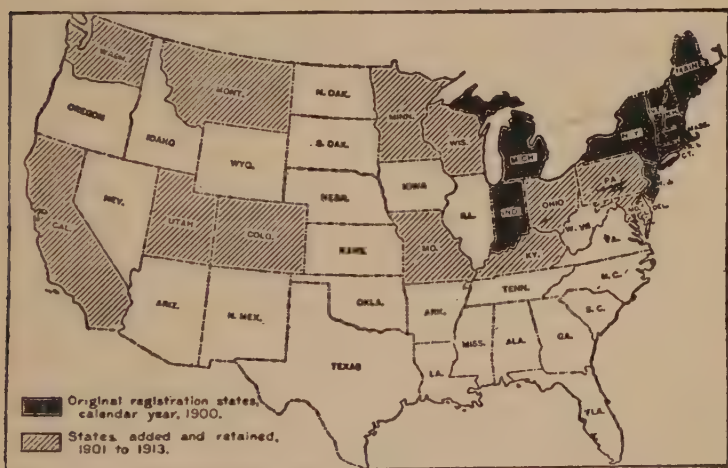 WASH.
MONT.
N. DAK.
MINN.
MAINE
OREGON
IDAHO
S. DAK.
WIS.
MICH
N.Y.
MASS.
CT.
WYO.
IOWA
NEBR.
PA.
NEV.
UTAH
COLO.
ILL.
IND.
OHIO
DEL.
CAL.
KANS.
MO.
W. VA.
VA.
KY.
ARIZ.
N. MEX.
OKLA.
ARK.
TENN.
N.C.
S.C.
TEXAS
LA.
MISS.
ALA.
GA.
FLA.
Original registration states,
calendar year, 1900.
States added and retained,
1901 to 1913.